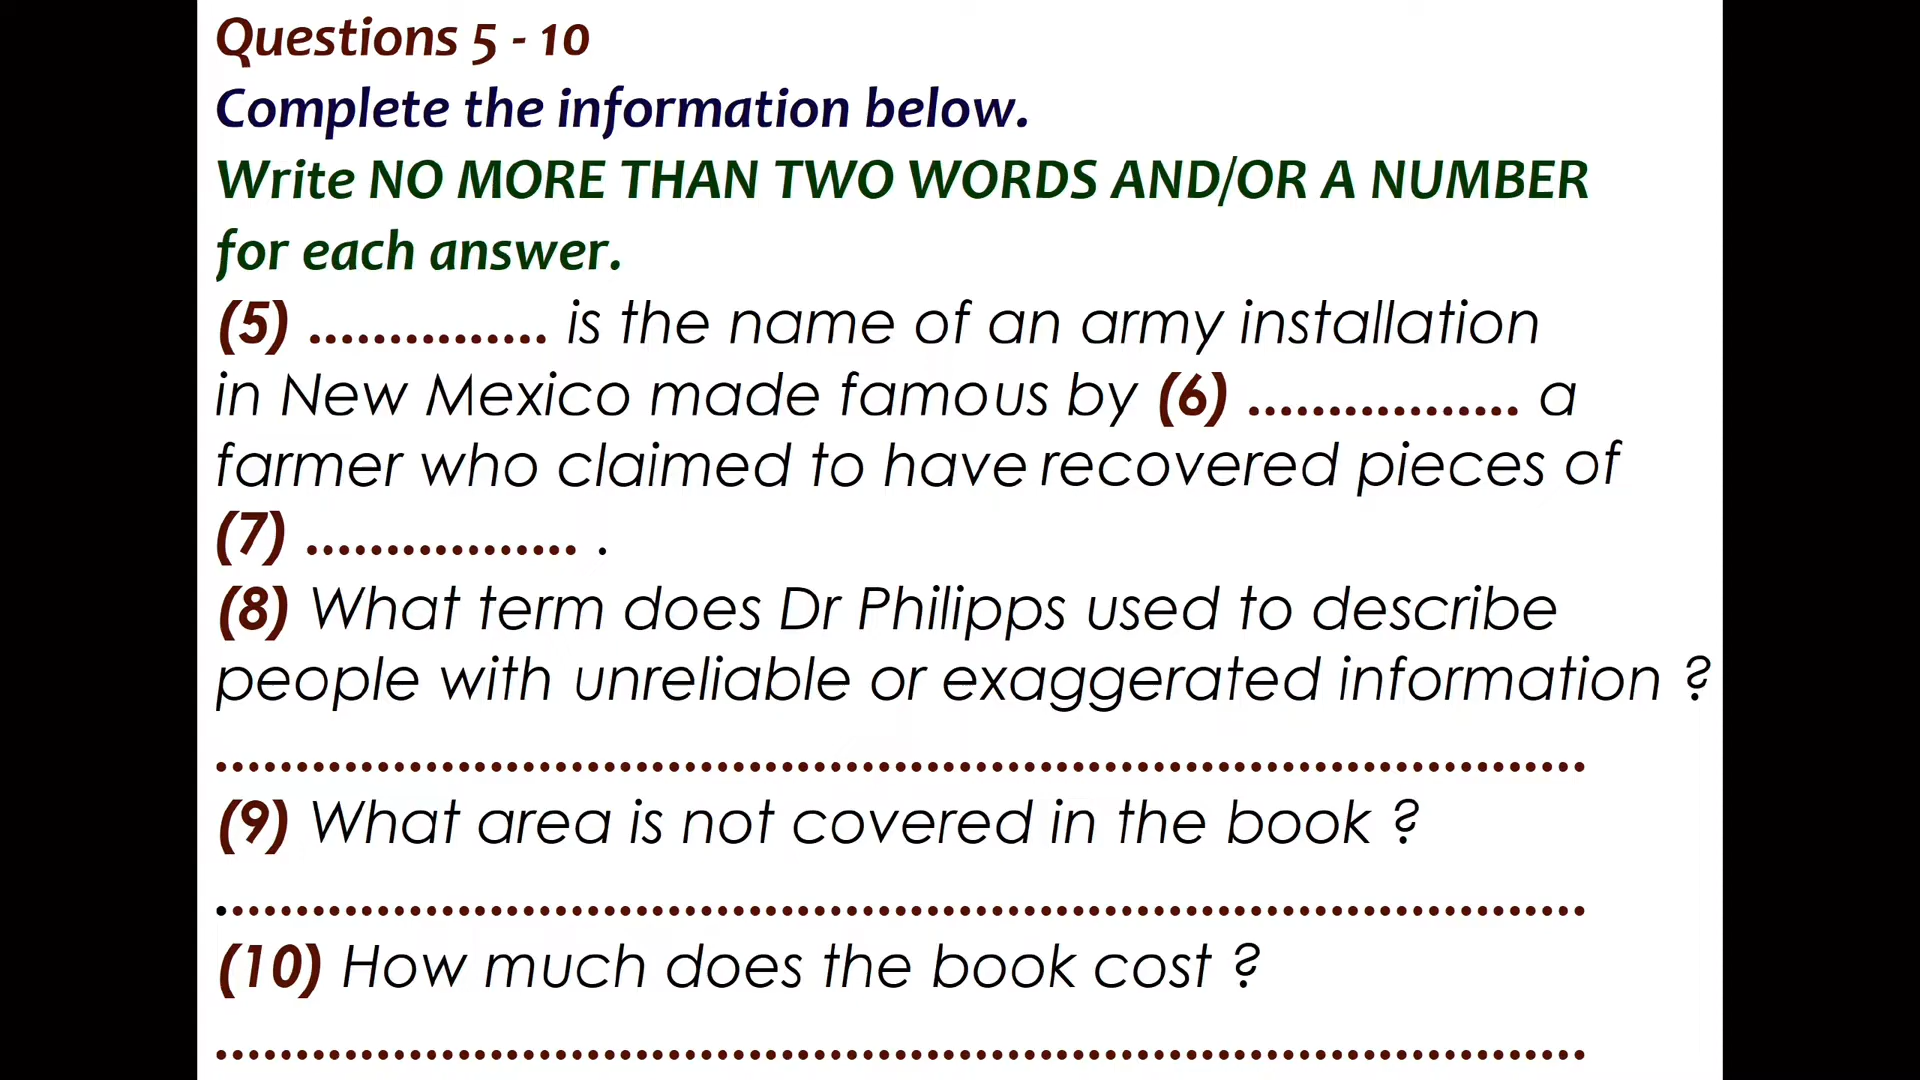 Questions 5 - 10
Complete the information below.
Write NO MORE THAN TWO WORDS AND/OR A NUMBER
for each answer.
(5) ............... is the name of an army installation
in New Mexico made famous by (6) ................. a
farmer who claimed to have recovered pieces of
(7) ................. .
(8) What term does Dr Philipps used to describe
people with unreliable or exaggerated information ?
......................................................................................
(9) What area is not covered in the book ?
......................................................................................
(10) How much does the book cost ?
......................................................................................